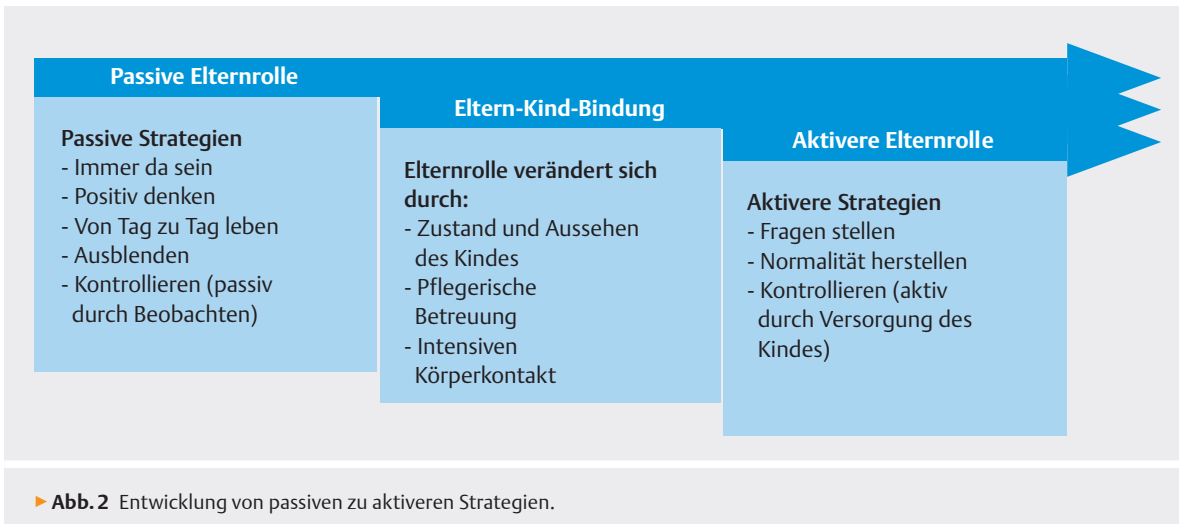 Passive Elternrolle
Passive Strategien
- Immer da sein
- Positiv denken
- Von Tag zu Tag leben
- Ausblenden
- Kontrollieren (passiv
durch Beobachten)
Eltern-Kind-Bindung
Elternrolle verändert sich
durch:
- Zustand und Aussehen
des Kindes
- Pflegerische
Betreuung
- Intensiven
Körperkontakt
Aktivere Elternrolle
Aktivere Strategien
- Fragen stellen
- Normalität herstellen
- Kontrollieren (aktiv
durch Versorgung des
Kindes)
▶ Abb. 2 Entwicklung von passiven zu aktiveren Strategien.